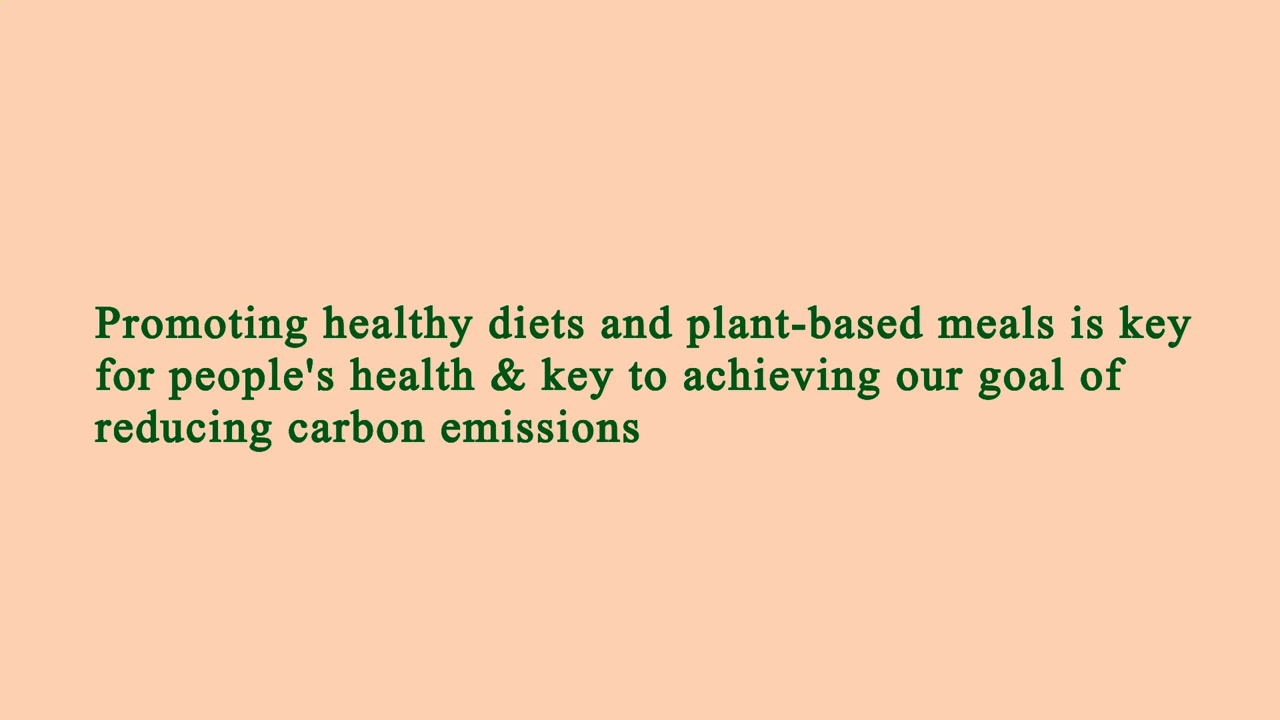 Promoting healthy diets and plant-based meals is key
for people's health & key to achieving our goal of
reducing carbon emissions